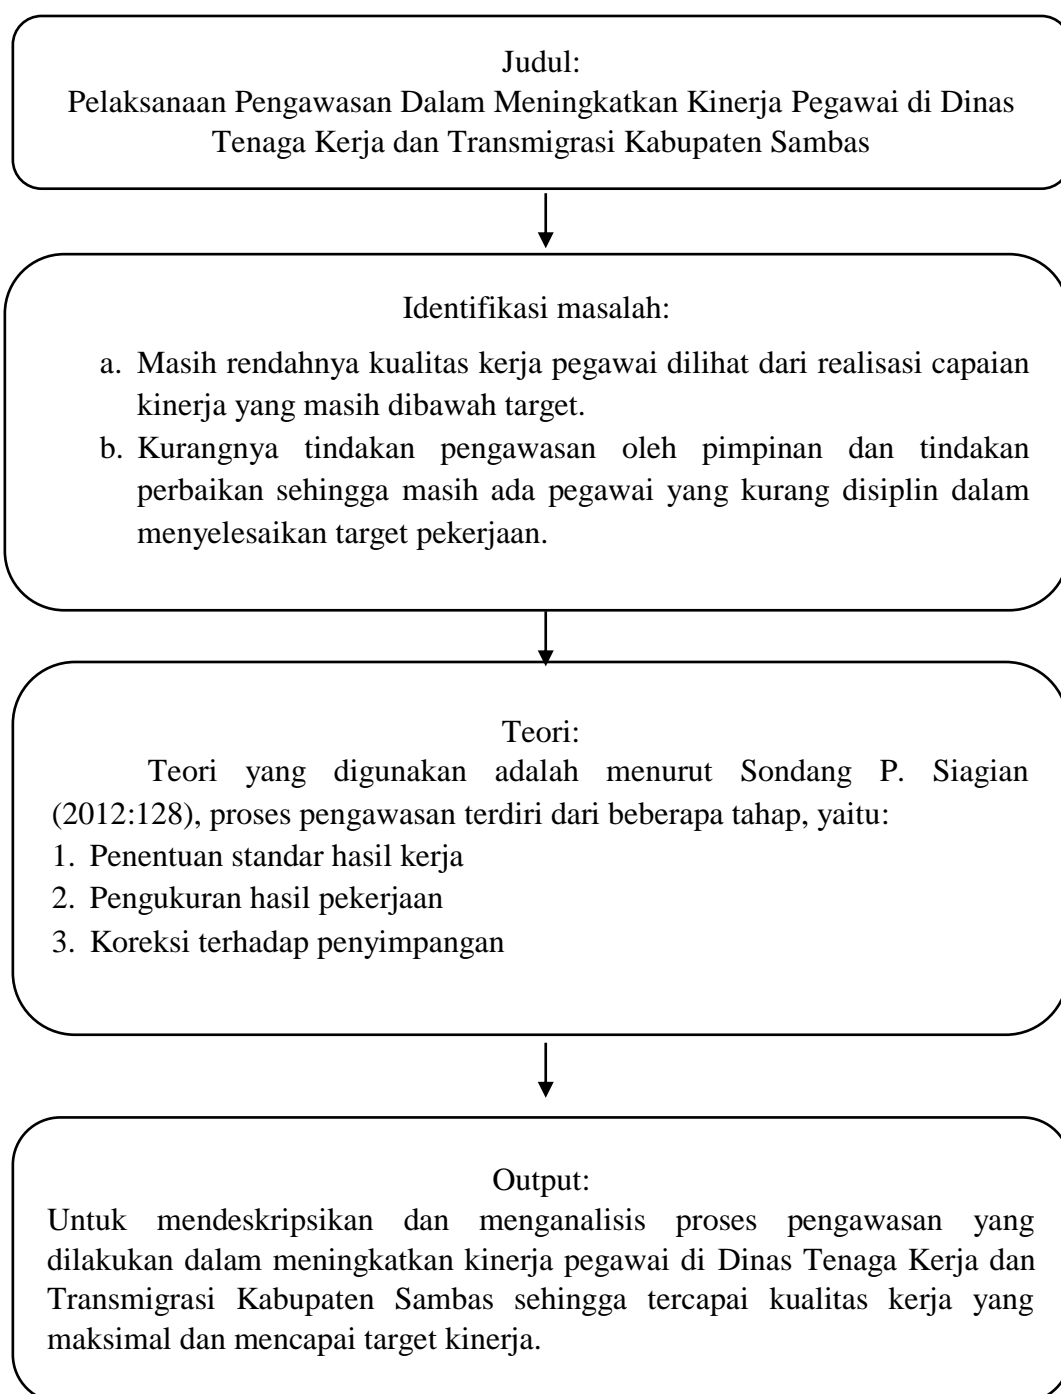 Judul:
Pelaksanaan Pengawasan Dalam Meningkatkan Kinerja Pegawai di Dinas
Tenaga Kerja dan Transmigrasi Kabupaten Sambas
Identifikasi masalah:
a. Masih rendahnya kualitas kerja pegawai dilihat dari realisasi capaian
kinerja yang masih dibawah target.
b. Kurangnya tindakan pengawasan oleh pimpinan dan tindakan
perbaikan sehingga masih ada pegawai yang kurang disiplin dalam
menyelesaikan target pekerjaan.
Teori:
Teori yang digunakan adalah menurut Sondang P. Siagian
(2012:128), proses pengawasan terdiri dari beberapa tahap, yaitu:
1. Penentuan standar hasil kerja
2. Pengukuran hasil pekerjaan
3. Koreksi terhadap penyimpangan
Output:
Untuk mendeskripsikan dan menganalisis proses pengawasan yang
dilakukan dalam meningkatkan kinerja pegawai di Dinas Tenaga Kerja dan
Transmigrasi Kabupaten Sambas sehingga tercapai kualitas kerja yang
maksimal dan mencapai target kinerja.